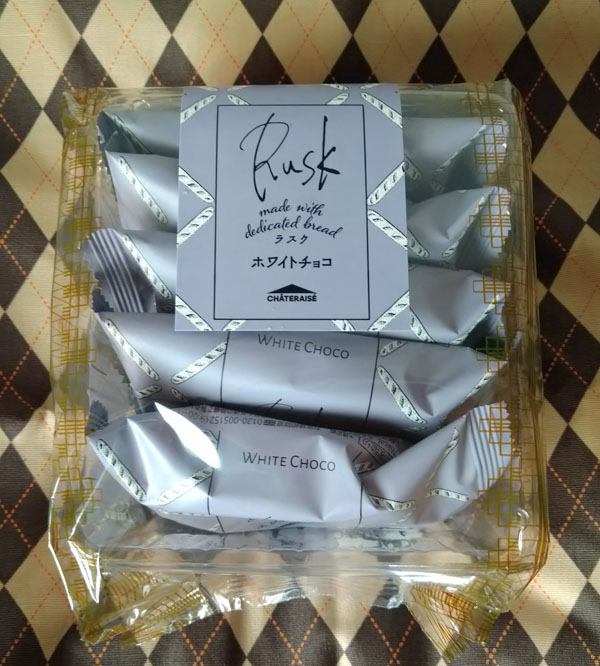 Rusk
made with
dedicated bread
ラスク
ホワイトチョコ
CHÂTERAISÉ
WHITE CHOCO
WHITE CHOCO